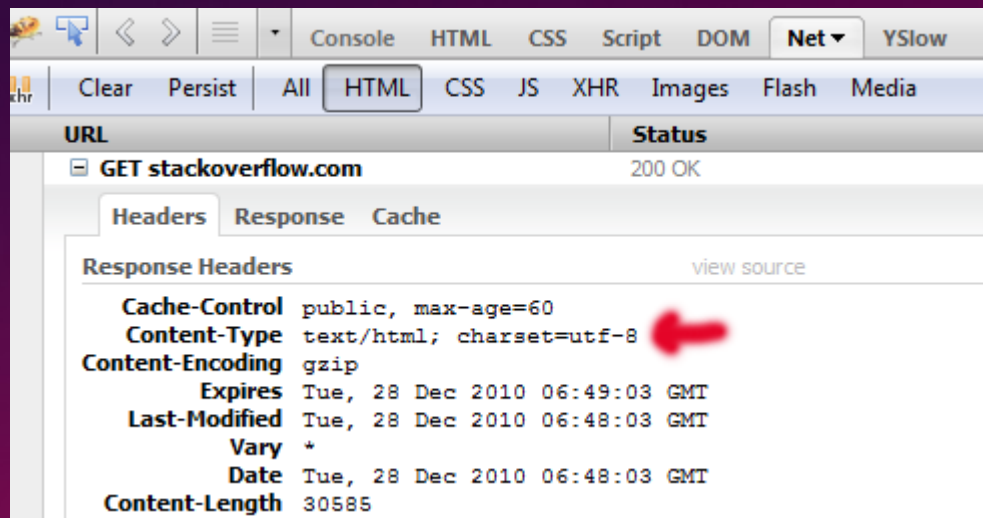 Console HTML CSS Script DOM Net YSlow
xhr Clear Persist All HTML CSS JS XHR Images Flash Media
URL Status
GET stackoverflow.com 200 OK
Headers Response Cache
Response Headers view source
Cache-Control public, max-age=60
Content-Type text/html; charset=utf-8
Content-Encoding gzip
Expires Tue, 28 Dec 2010 06:49:03 GMT
Last-Modified Tue, 28 Dec 2010 06:48:03 GMT
Vary *
Date Tue, 28 Dec 2010 06:48:03 GMT
Content-Length 30585